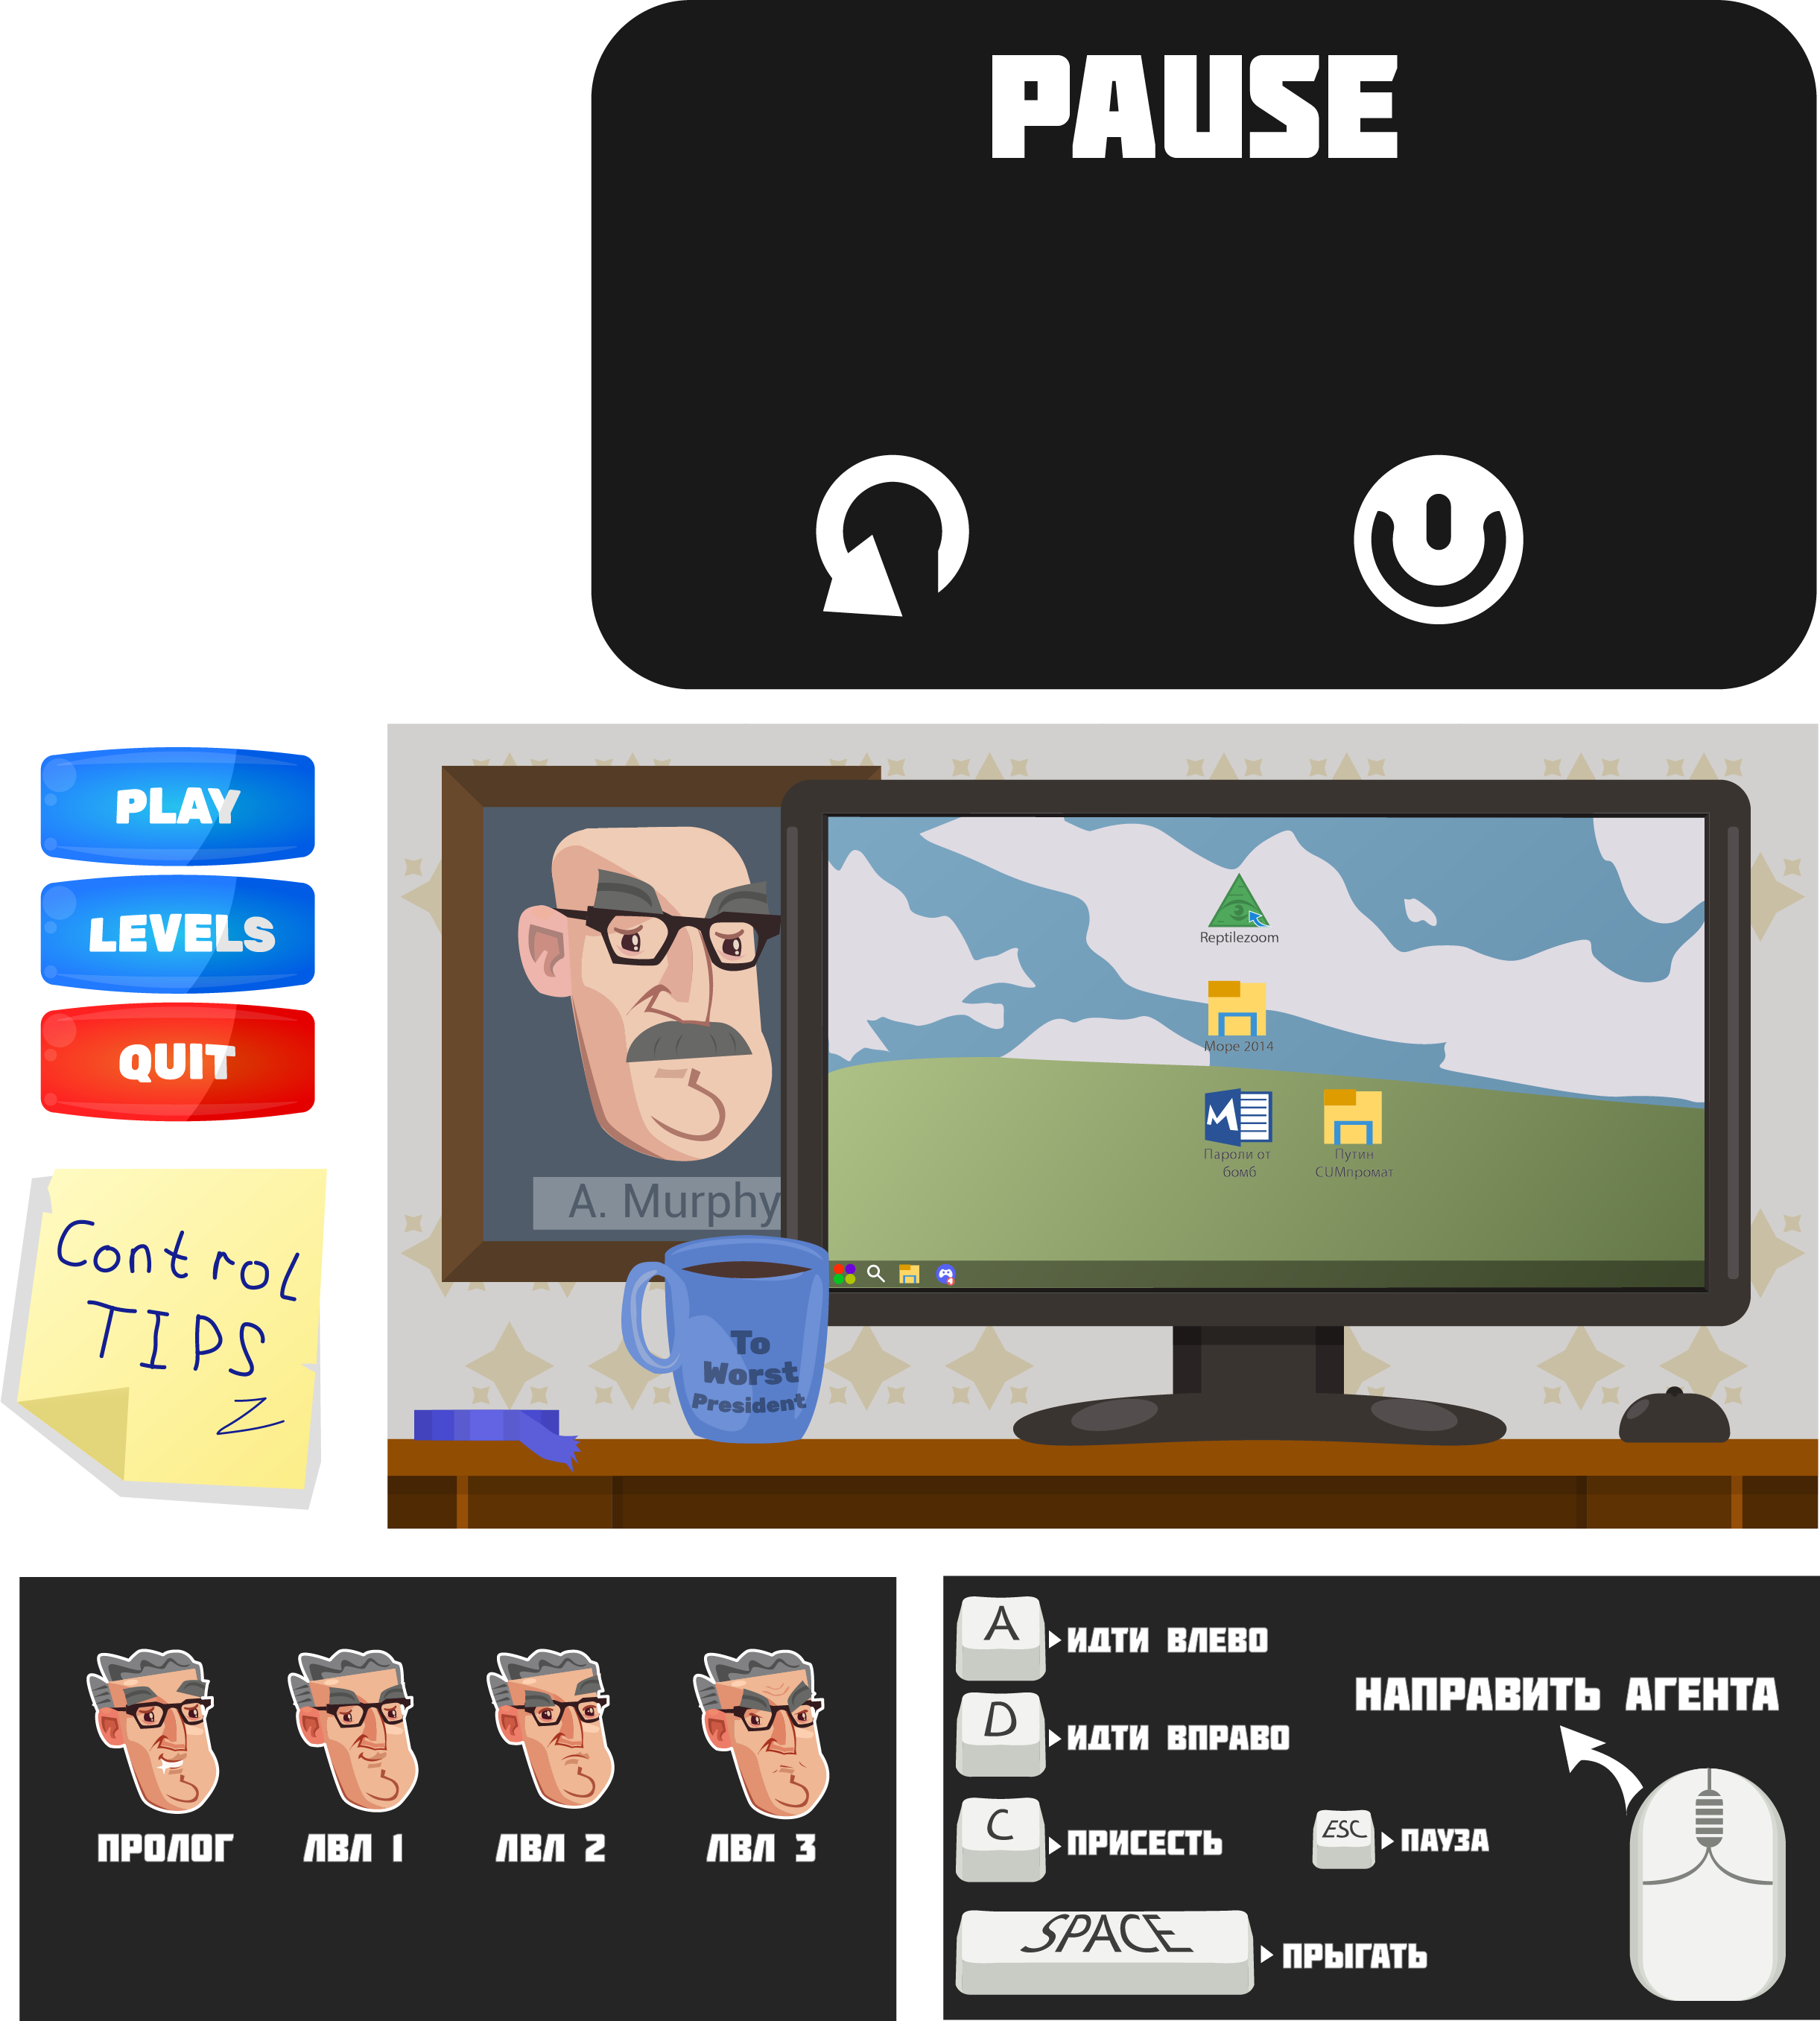 PAUSE
PLAY
LEVELS
QUIT
Control
TIPS
A. Murphy
To
Worst
President
Reptilezoom
Море 2014
Пароли от
бомб
Путин
CUMпромат
ПРОЛОГ
ЛВЛ 1
ЛВЛ 2
ЛВЛ 3
A
ИДТИ ВЛЕВО
D
ИДТИ ВПРАВО
C
ПРИСЕСТЬ
SPACE
ПРЫГАТЬ
ESC
ПАУЗА
НАПРАВИТЬ АГЕНТА